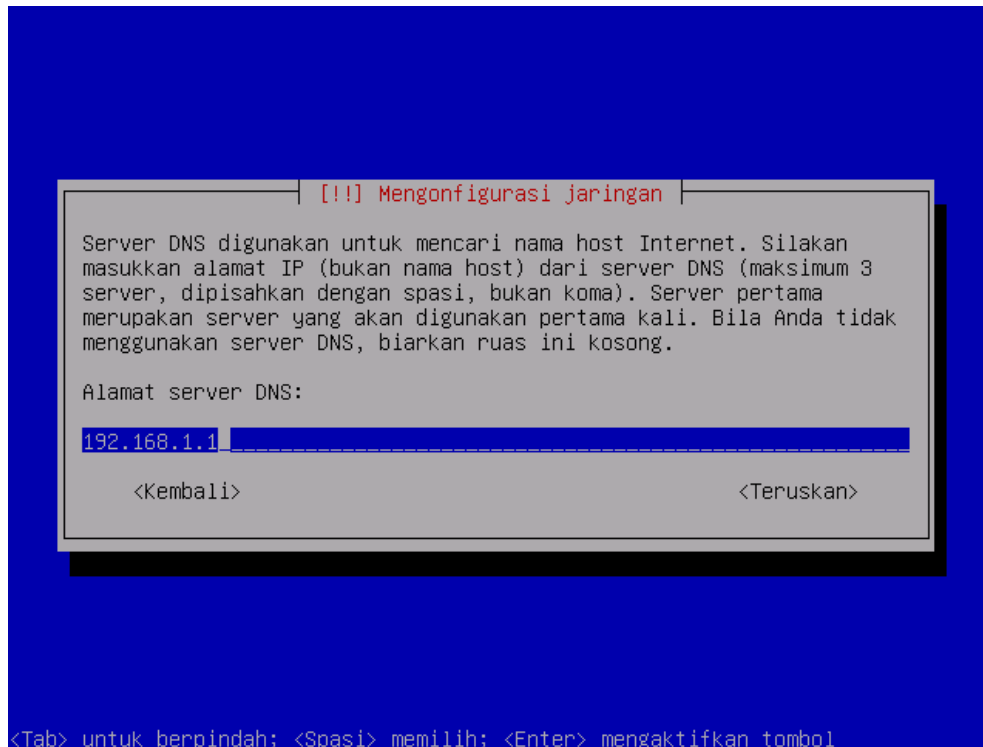 [!!] Mengonfigurasi jaringan
Server DNS digunakan untuk mencari nama host Internet. Silakan
masukkan alamat IP (bukan nama host) dari server DNS (maksimum 3
server, dipisahkan dengan spasi, bukan koma). Server pertama
merupakan server yang akan digunakan pertama kali. Bila Anda tidak
menggunakan server DNS, biarkan ruas ini kosong.
Alamat server DNS:
192.168.1.1
<Kembali> <Teruskan>
<Tab> untuk berpindah; <Spasi> memilih; <Enter> mengaktifkan tombol